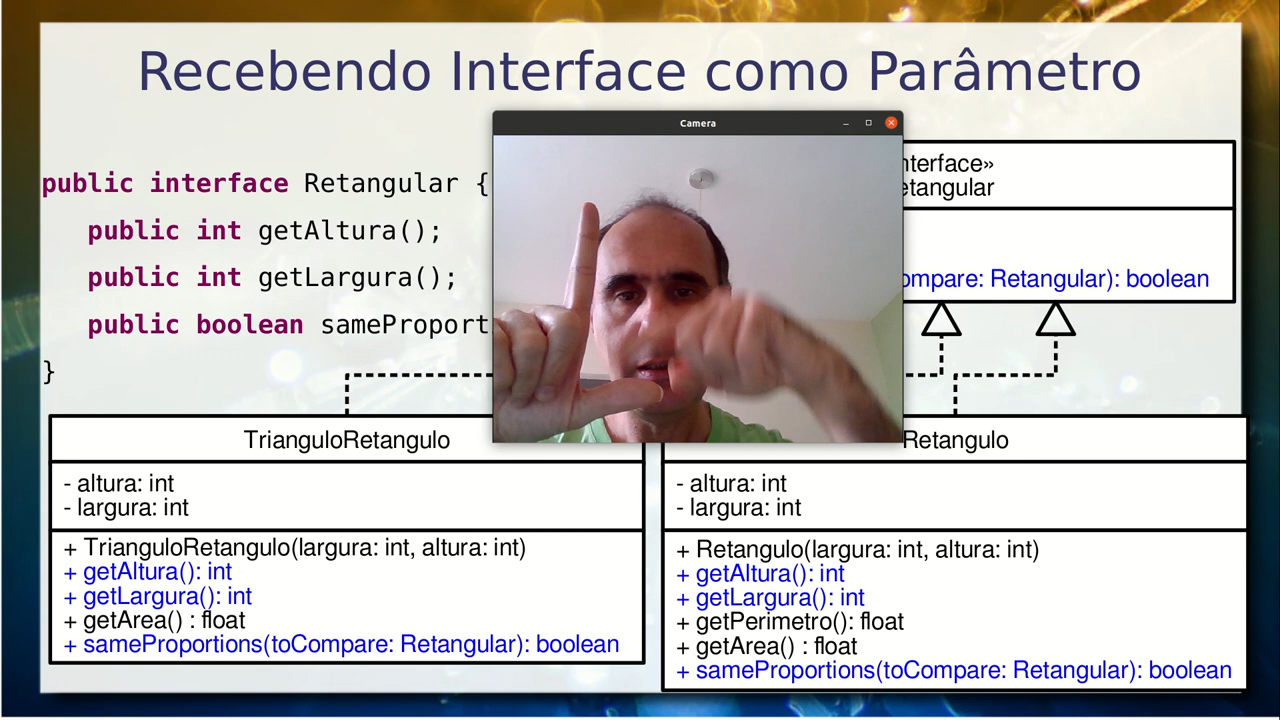 Recebendo Interface como Parâmetro
Camera
public interface Retangular {
public int getAltura();
public int getLargura();
public boolean sameProport
}
nterface»
etangular
ompare: Retangular): boolean
TrianguloRetangulo
- altura: int
- largura: int
+ TrianguloRetangulo(largura: int, altura: int)
+ getAltura(): int
+ getLargura(): int
+ getArea() : float
+ sameProportions(toCompare: Retangular): boolean
Retangulo
- altura: int
- largura: int
+ Retangulo(largura: int, altura: int)
+ getAltura(): int
+ getLargura(): int
+ getPerimetro(): float
+ getArea() : float
+ sameProportions(toCompare: Retangular): boolean